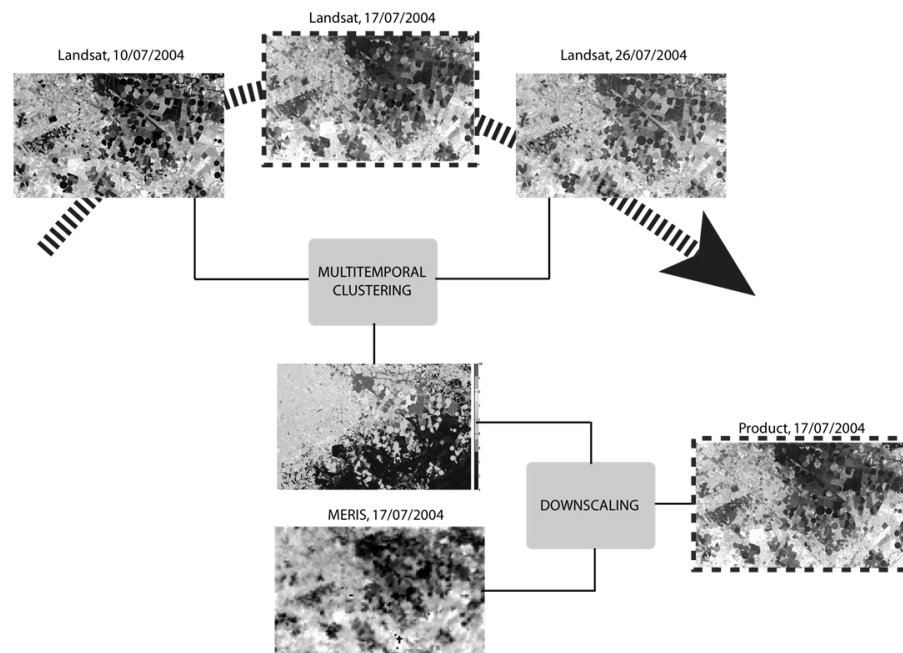 Landsat, 17/07/2004
Landsat, 10/07/2004
Landsat, 26/07/2004
MULTITEMPORAL
CLUSTERING
Product, 17/07/2004
DOWNSCALING
MERIS, 17/07/2004